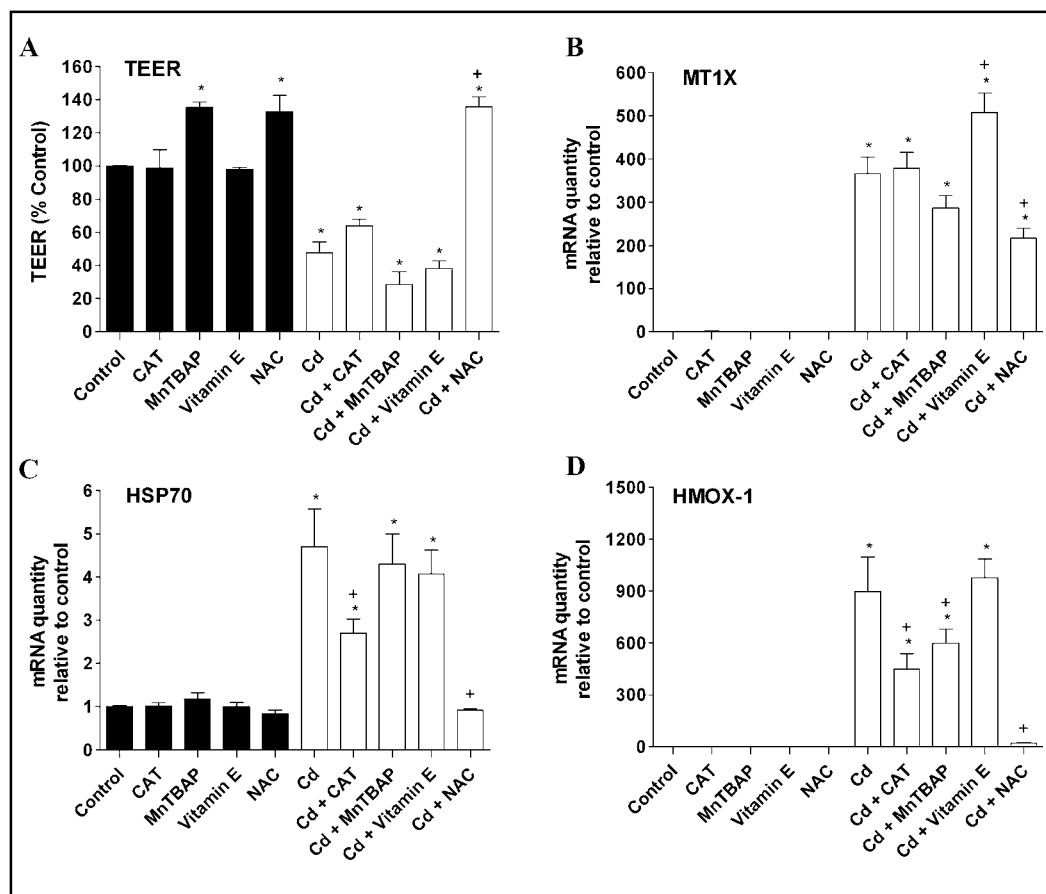 A
TEER
TEER (% Control)
160
140
120
100
80
60
40
20
0
*
*
*
*
*
*
+
*
Control
CAT
MnTBAP
Vitamin E
NAC
Cd
Cd + CAT
Cd + MnTBAP
Cd + Vitamin E
Cd + NAC
B
MT1X
mRNA quantity
relative to control
600
500
400
300
200
100
0
*
*
*
+
*
+
*
Control
CAT
MnTBAP
Vitamin E
NAC
Cd
Cd + CAT
Cd + MnTBAP
Cd + Vitamin E
Cd + NAC
C
HSP70
mRNA quantity
relative to control
6
5
4
3
2
1
0
*
+
*
*
*
+
Control
CAT
MnTBAP
Vitamin E
NAC
Cd
Cd + CAT
Cd + MnTBAP
Cd + Vitamin E
Cd + NAC
D
HMOX-1
mRNA quantity
relative to control
1500
1200
900
600
300
0
*
+
*
+
*
*
+
Control
CAT
MnTBAP
Vitamin E
NAC
Cd
Cd + CAT
Cd + MnTBAP
Cd + Vitamin E
Cd + NAC